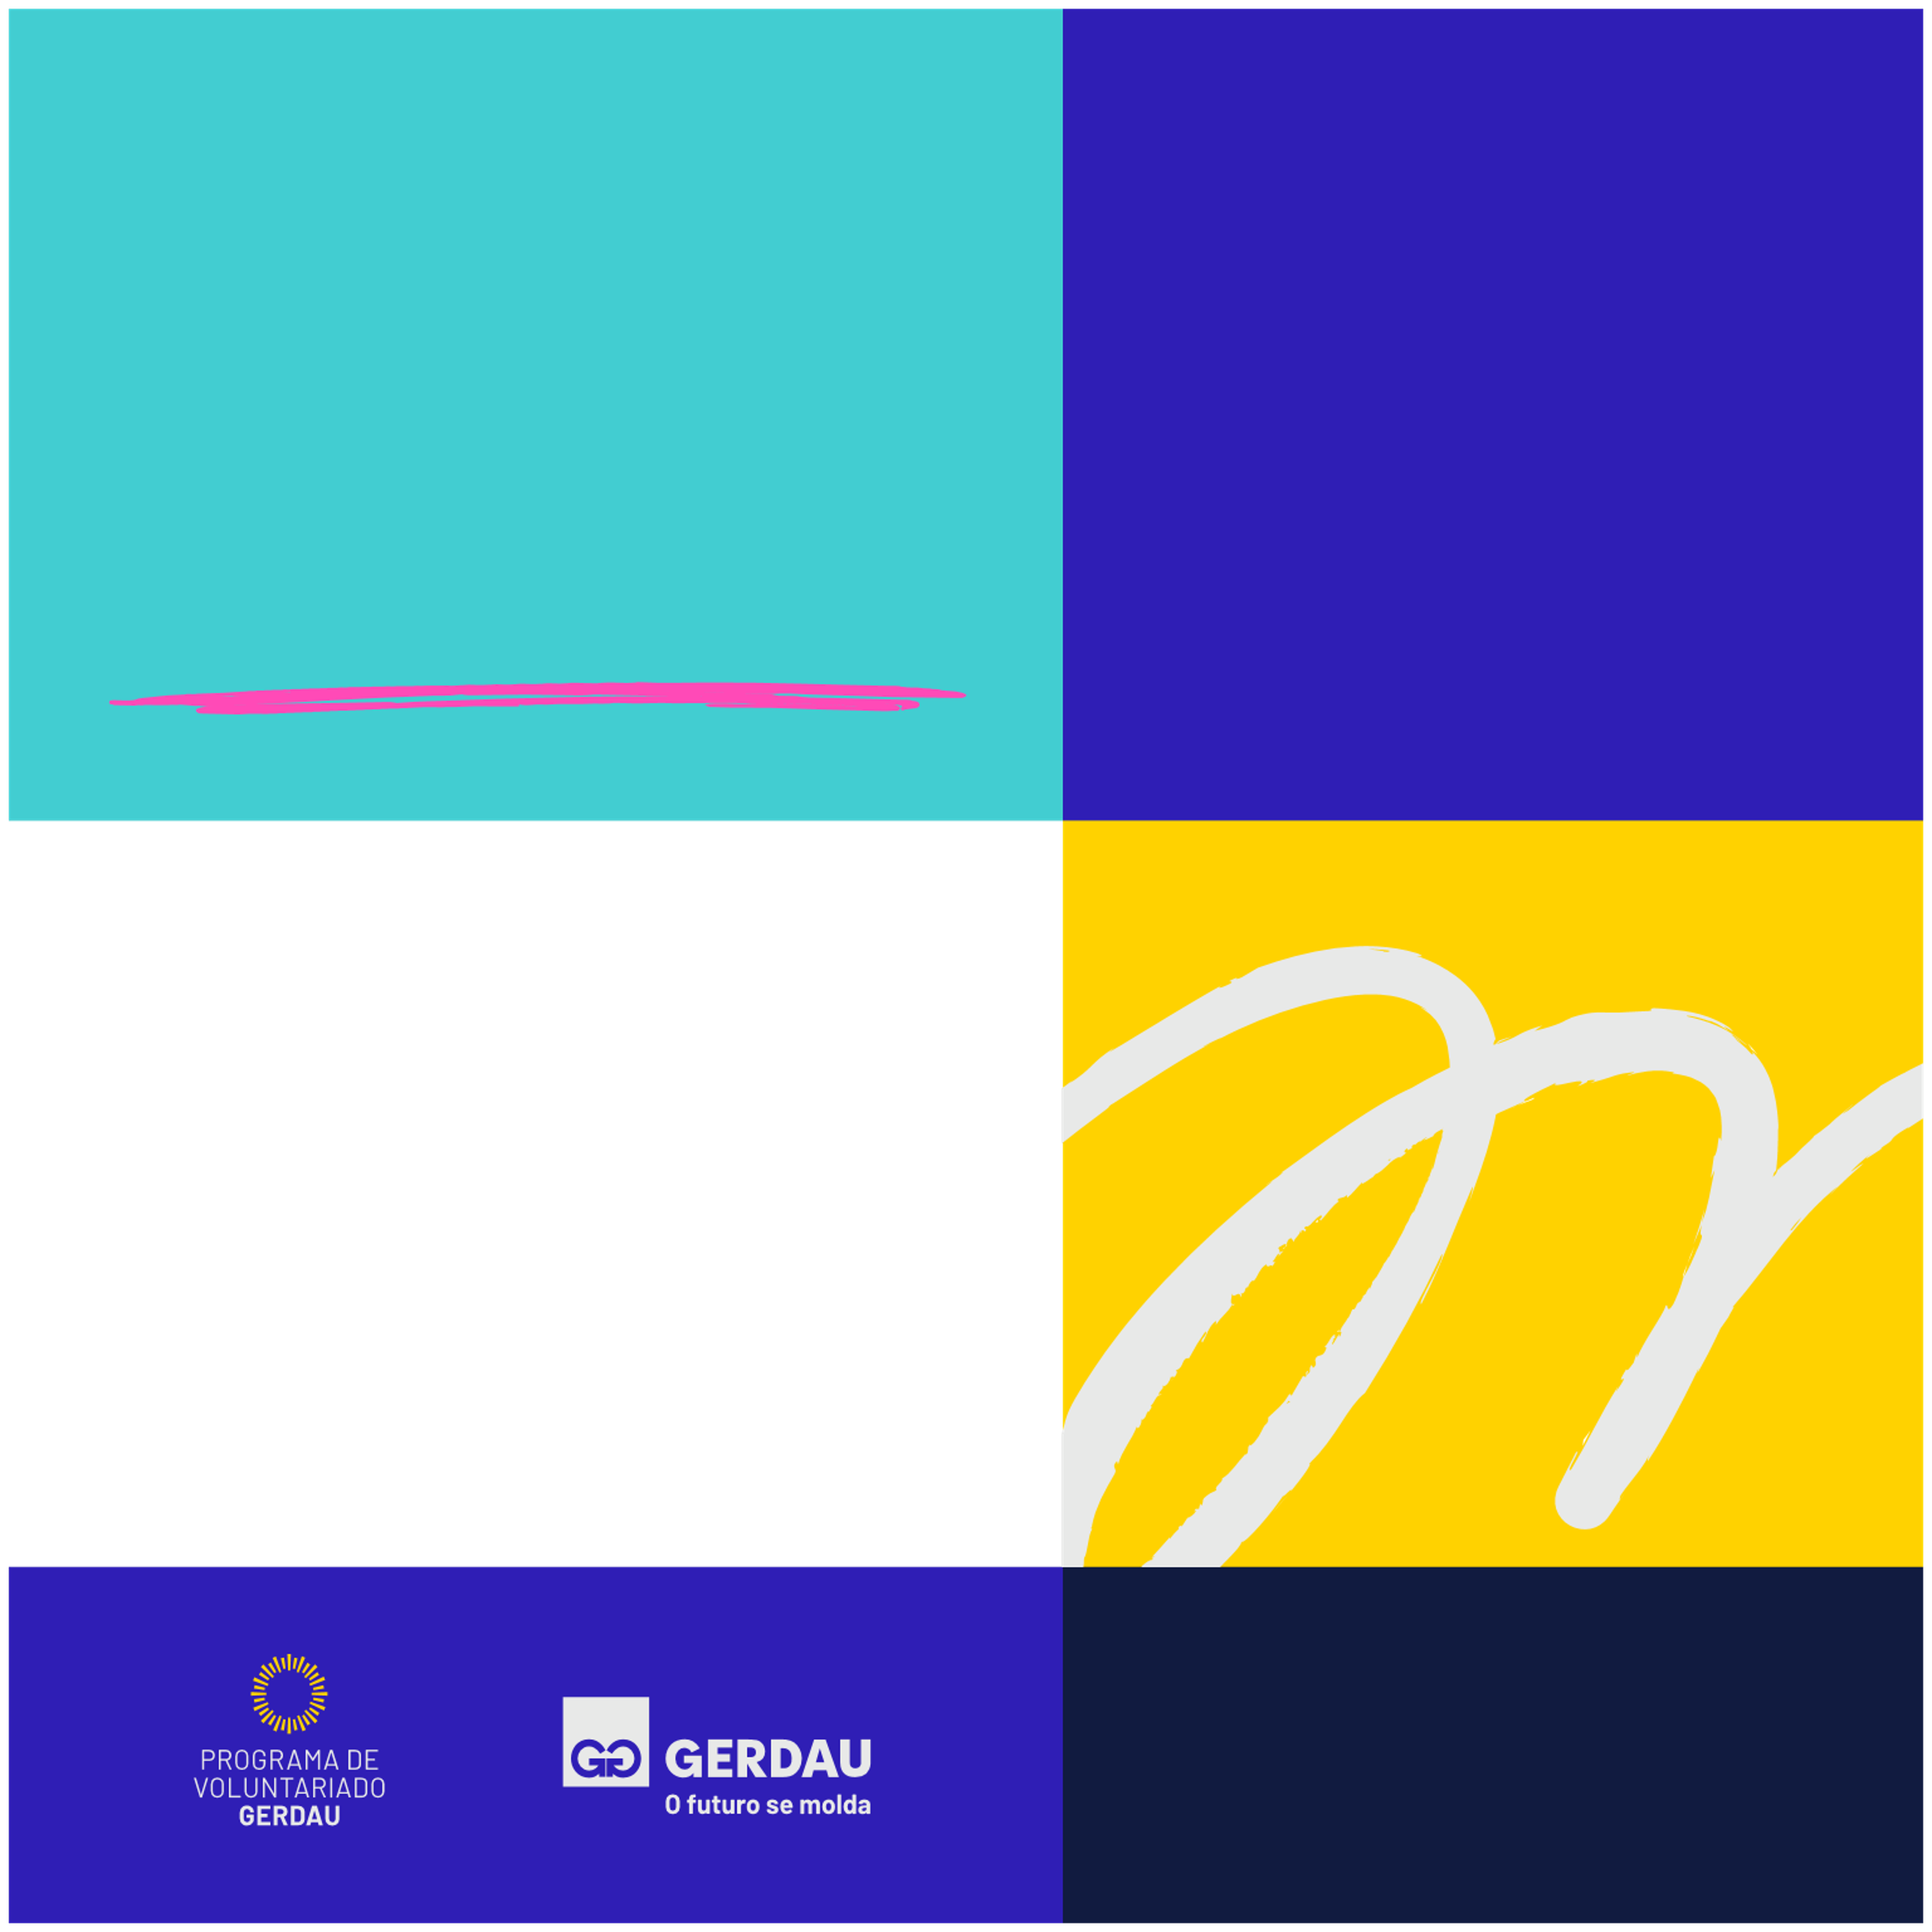 PROGRAMA DE
VOLUNTARIADO
GERDAU
GERDAU
O futuro se molda